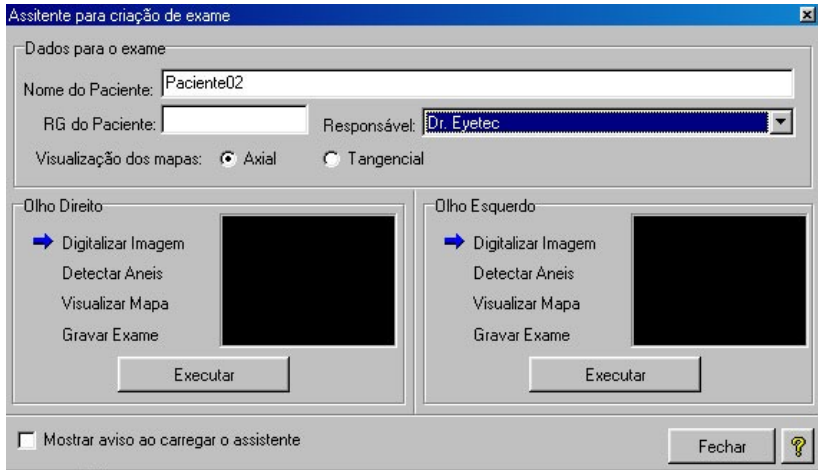 Assitente para criação de exame
Dados para o exame
Nome do Paciente: Paciente02
RG do Paciente: Responsável: Dr. Eyetec
Visualização dos mapas: Axial Tangencial
Olho Direito
Digitalizar Imagem
Detectar Aneis
Visualizar Mapa
Gravar Exame
Executar
Olho Esquerdo
Digitalizar Imagem
Detectar Aneis
Visualizar Mapa
Gravar Exame
Executar
Mostrar aviso ao carregar o assistente
Fechar ?